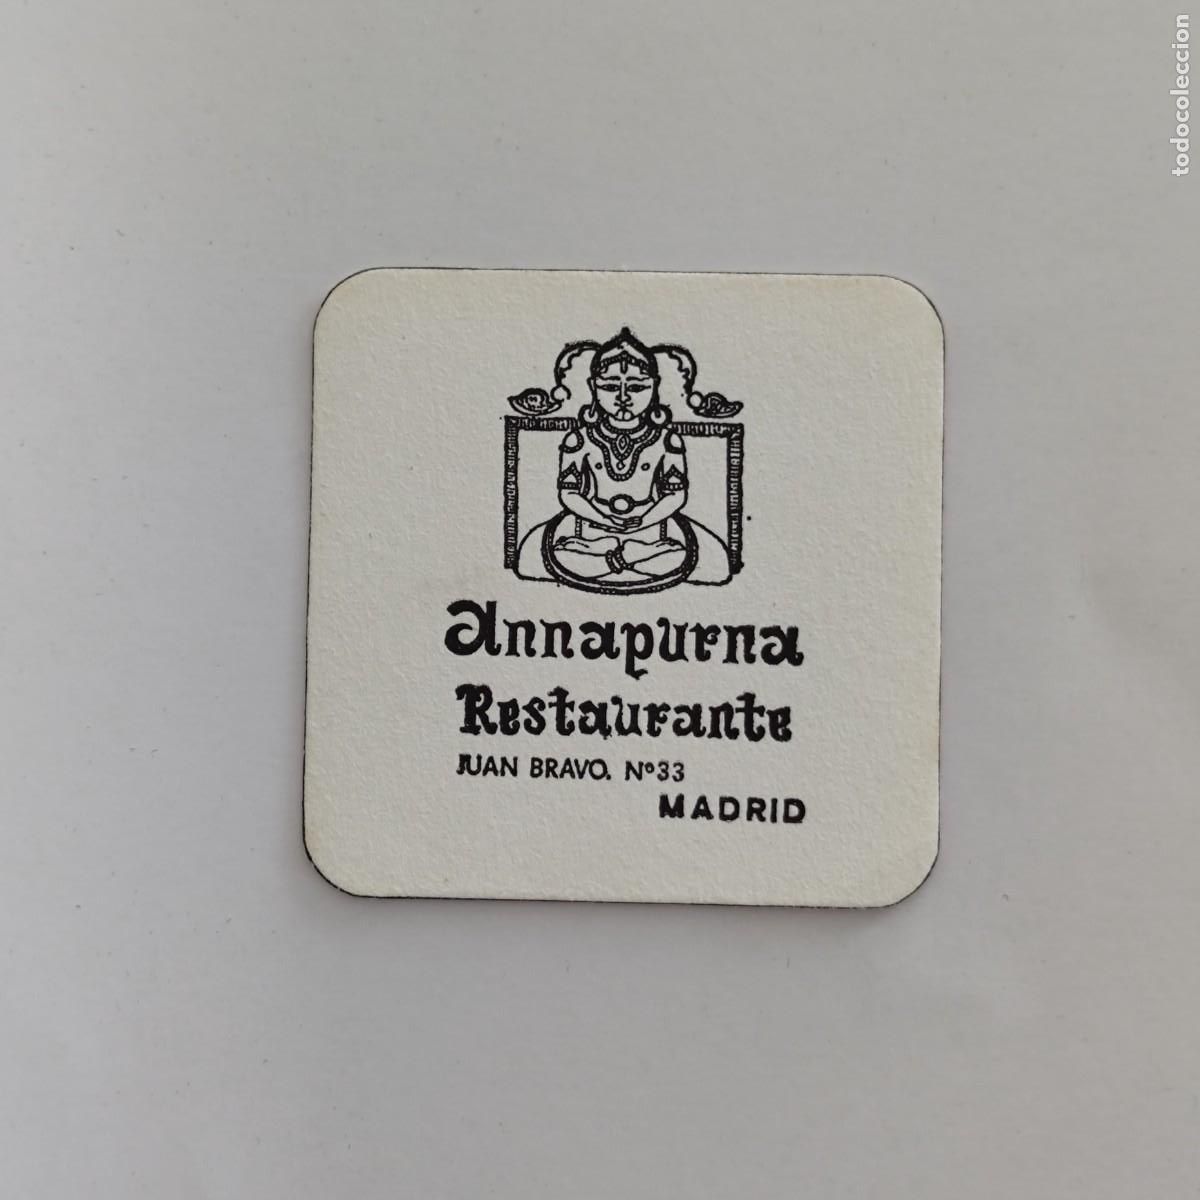 Annapurna
Restaurante
JUAN BRAVO. Nº33
MADRID
todocoleccion